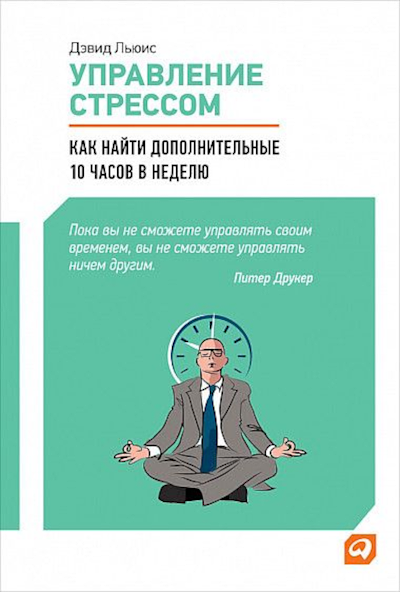 Дэвид Льюис
УПРАВЛЕНИЕ
СТРЕССОМ
КАК НАЙТИ ДОПОЛНИТЕЛЬНЫЕ
10 ЧАСОВ В НЕДЕЛЮ
Пока вы не сможете управлять своим
временем, вы не сможете управлять
ничем другим.
Питер Друкер